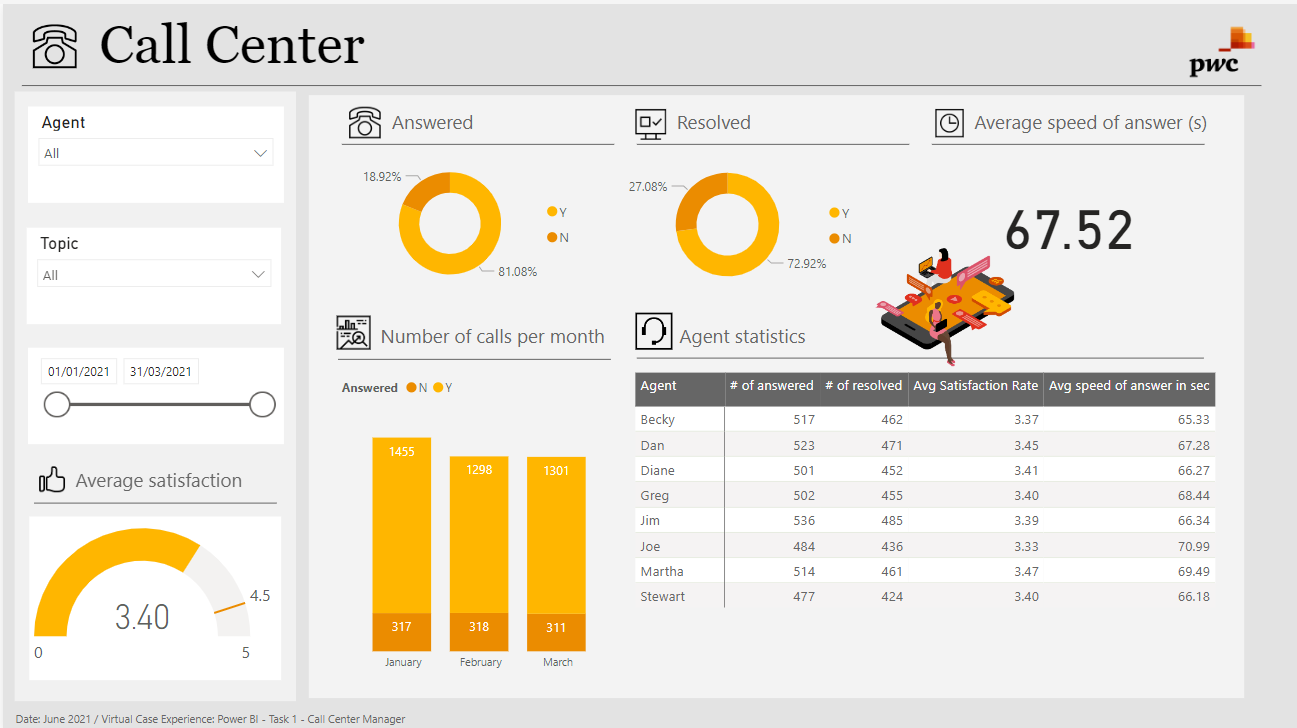 Call Center
pwc
Agent
All
Topic
All
01/01/2021 31/03/2021
Average satisfaction
3.40
4.5
0
5
Answered
18.92%
81.08%
Y
N
Resolved
27.08%
72.92%
Y
N
Average speed of answer (s)
67.52
Number of calls per month
Answered N Y
1455 1298 1301
317 318 311
January February March
Agent statistics
Agent # of answered # of resolved Avg Satisfaction Rate Avg speed of answer in sec
Becky 517 462 3.37 65.33
Dan 523 471 3.45 67.28
Diane 501 452 3.41 66.27
Greg 502 455 3.40 68.44
Jim 536 485 3.39 66.34
Joe 484 436 3.33 70.99
Martha 514 461 3.47 69.49
Stewart 477 424 3.40 66.18
Date: June 2021 / Virtual Case Experience: Power BI - Task 1 - Call Center Manager